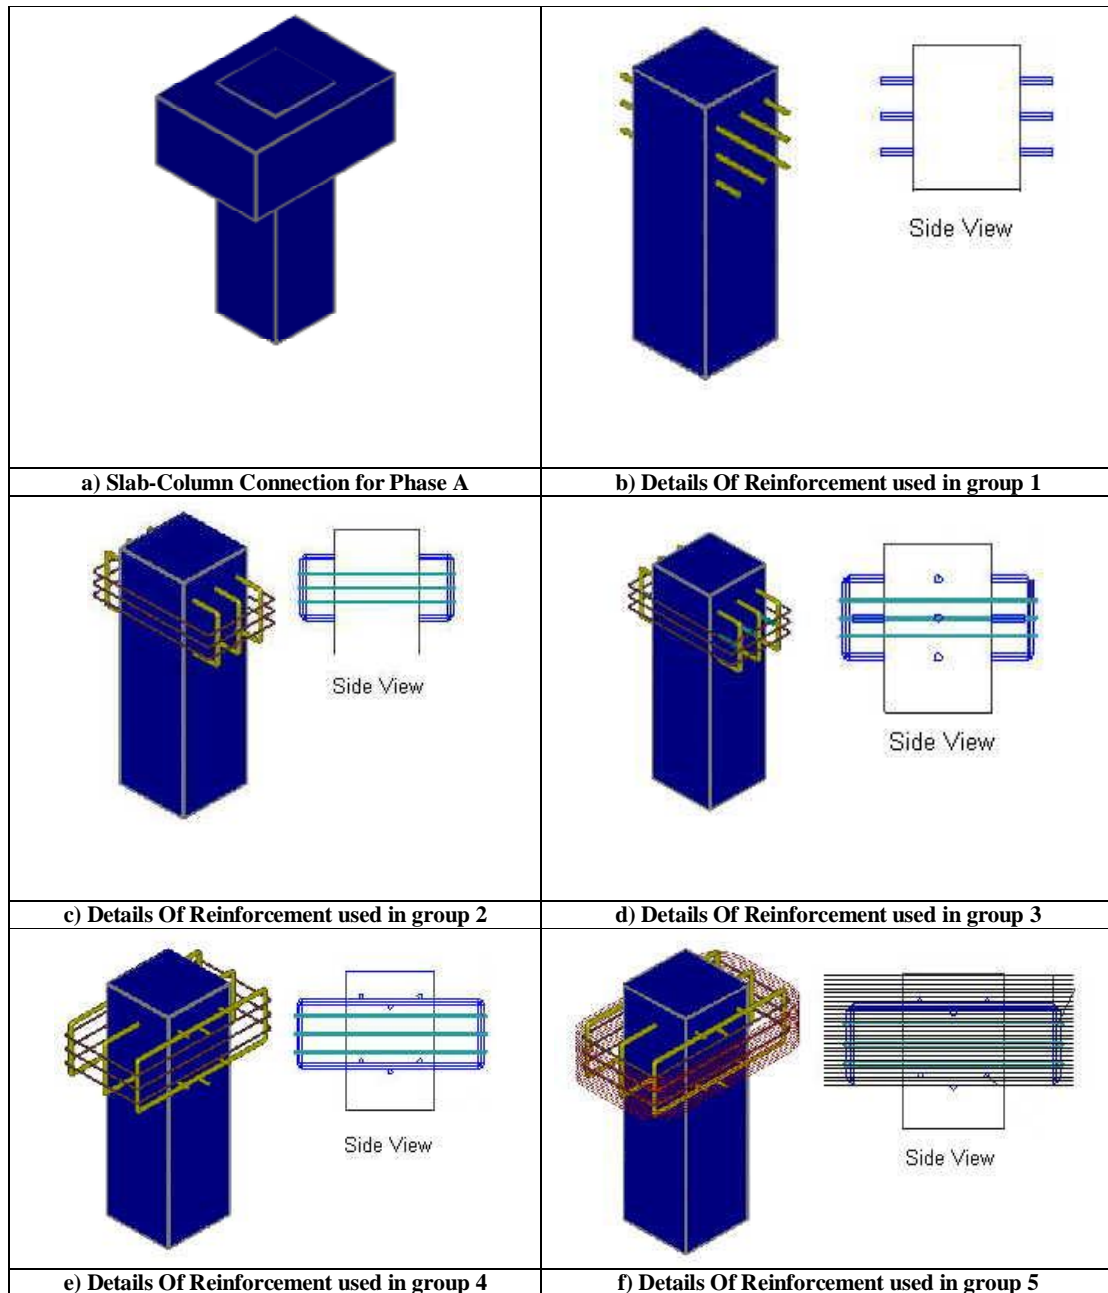 Side View
a) Slab-Column Connection for Phase A
b) Details Of Reinforcement used in group 1
Side View
Side View
c) Details Of Reinforcement used in group 2
d) Details Of Reinforcement used in group 3
Side View
Side View
e) Details Of Reinforcement used in group 4
f) Details Of Reinforcement used in group 5